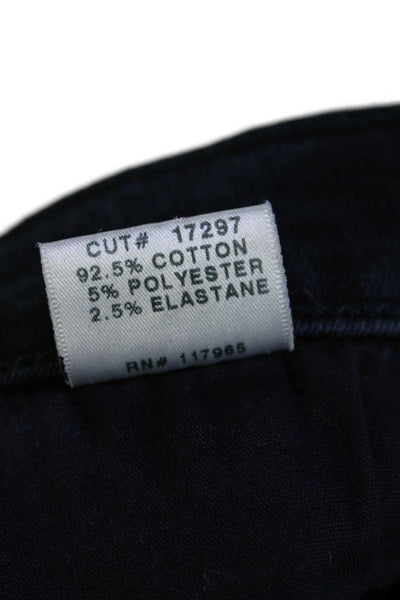 CUT# 17297
92.5% COTTON
5% POLYESTER
2.5% ELASTANE
RN# 117965